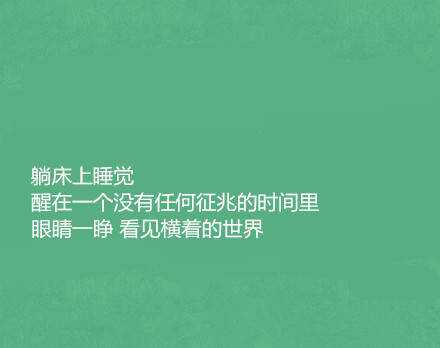 躺床上睡觉
醒在一个没有任何征兆的时间里
眼睛一睁 看见横着的世界